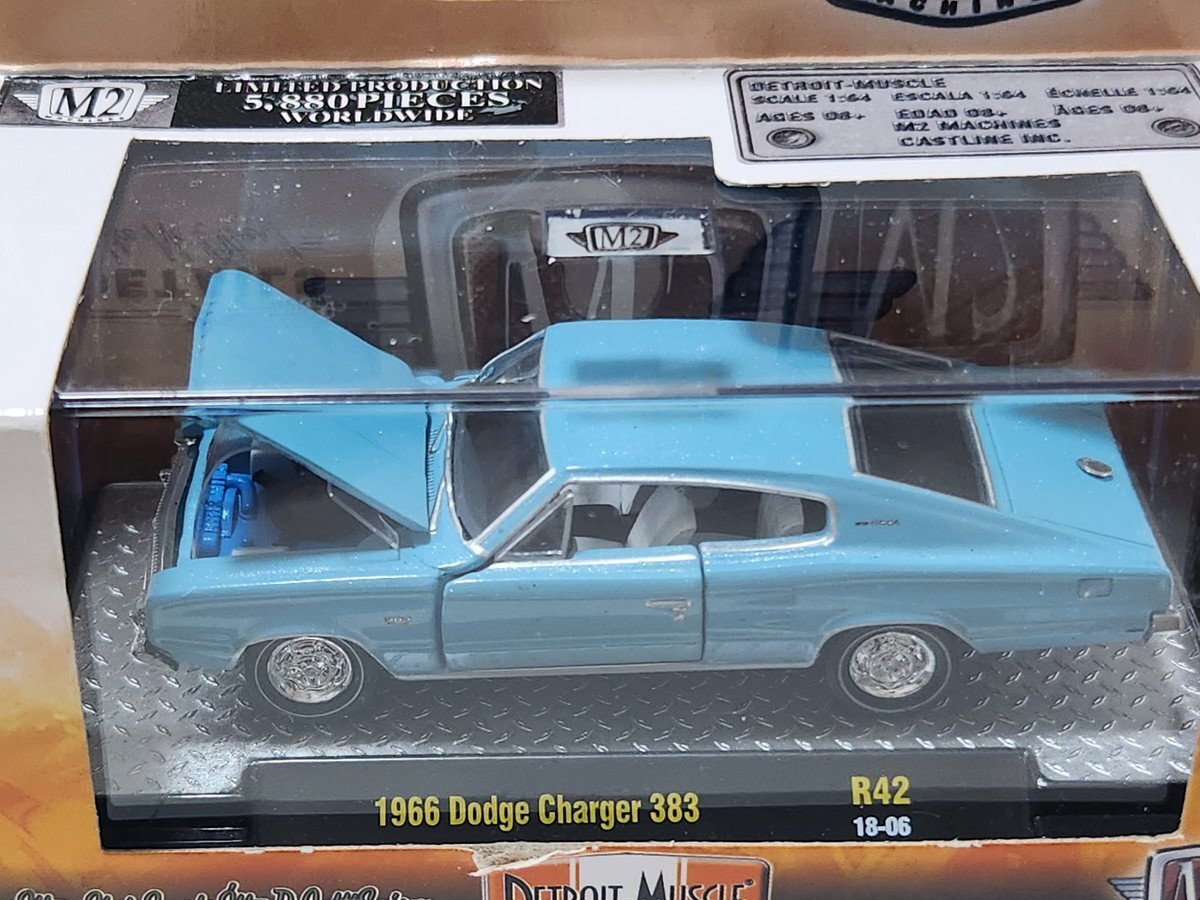 M2
LIMITED PRODUCTION
5,880 PIECES
WORLDWIDE
DETROIT-MUSCLE
SCALE 1:64 ESCALA 1:64 ÉCHELLE 1:64
AGES 08+ EDAD 08+ ÂGES 08+
M2 MACHINES
CASTLINE INC.
M2
1966 Dodge Charger 383
R42
18-06
DETROIT MUSCLE